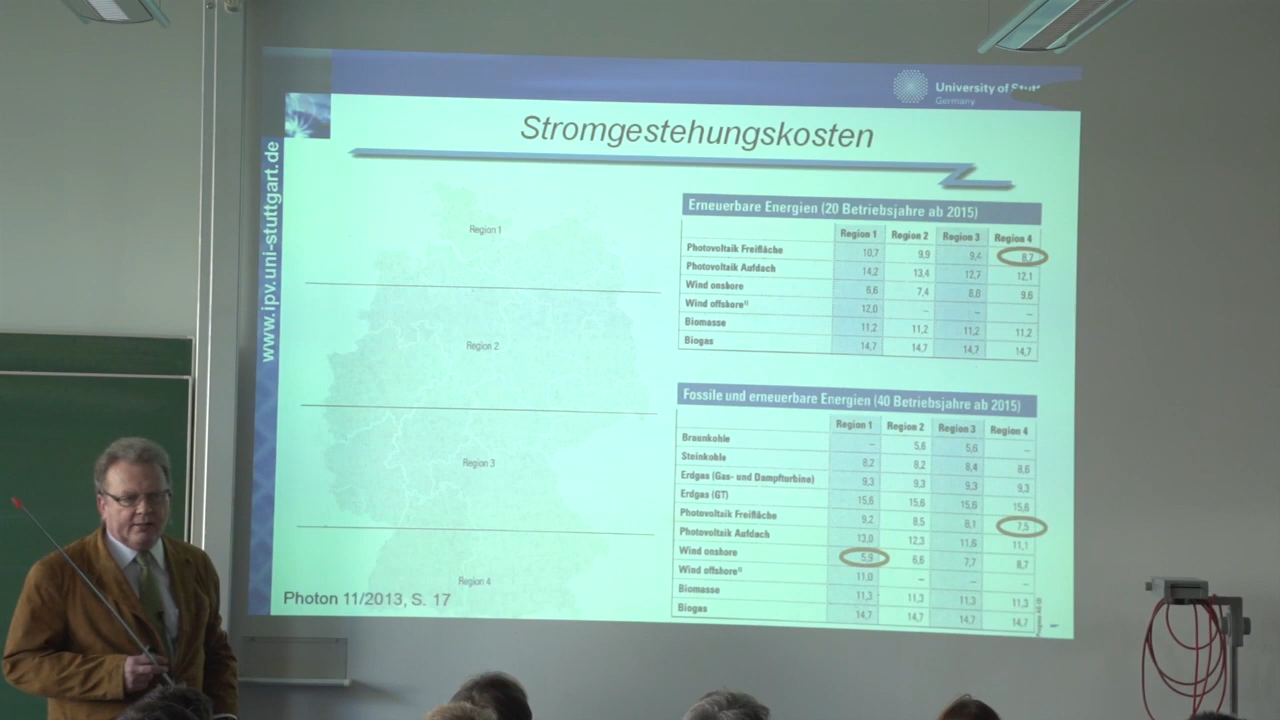 University of
Germany
Stromgestehungskosten
www.ipv.uni-stuttgart.de
Region 1
Region 2
Region 3
Region 4
Photon 11/2013, S. 17
Erneuerbare Energien (20 Betriebsjahre ab 2015)
Region 1 Region 2 Region 3 Region 4
Photovoltaik Freifläche 10,7 9,9 9,4 8,7
Photovoltaik Aufdach 14,2 13,4 12,7 12,1
Wind onshore 6,6 7,4 8,8 9,6
Wind offshore¹⁾ 12,0 – – –
Biomasse 11,2 11,2 11,2 11,2
Biogas 14,7 14,7 14,7 14,7
Fossile und erneuerbare Energien (40 Betriebsjahre ab 2015)
Region 1 Region 2 Region 3 Region 4
Braunkohle – 5,6 5,6 –
Steinkohle 8,2 8,2 8,4 8,6
Erdgas (Gas- und Dampfturbine) 9,3 9,3 9,3 9,3
Erdgas (GT) 15,6 15,6 15,6 15,6
Photovoltaik Freifläche 9,2 8,5 8,1 7,5
Photovoltaik Aufdach 13,0 12,3 11,6 11,1
Wind onshore 5,9 6,6 7,7 8,7
Wind offshore¹⁾ 11,0 – – –
Biomasse 11,3 11,3 11,3 11,3
Biogas 14,7 14,7 14,7 14,7